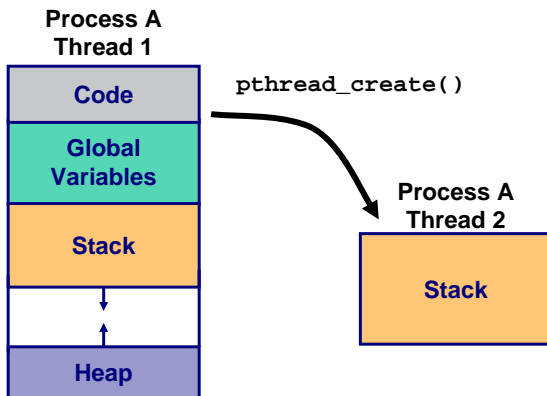 Process A
Thread 1
Code
pthread_create()
Global
Variables
Process A
Thread 2
Stack
Stack
Heap